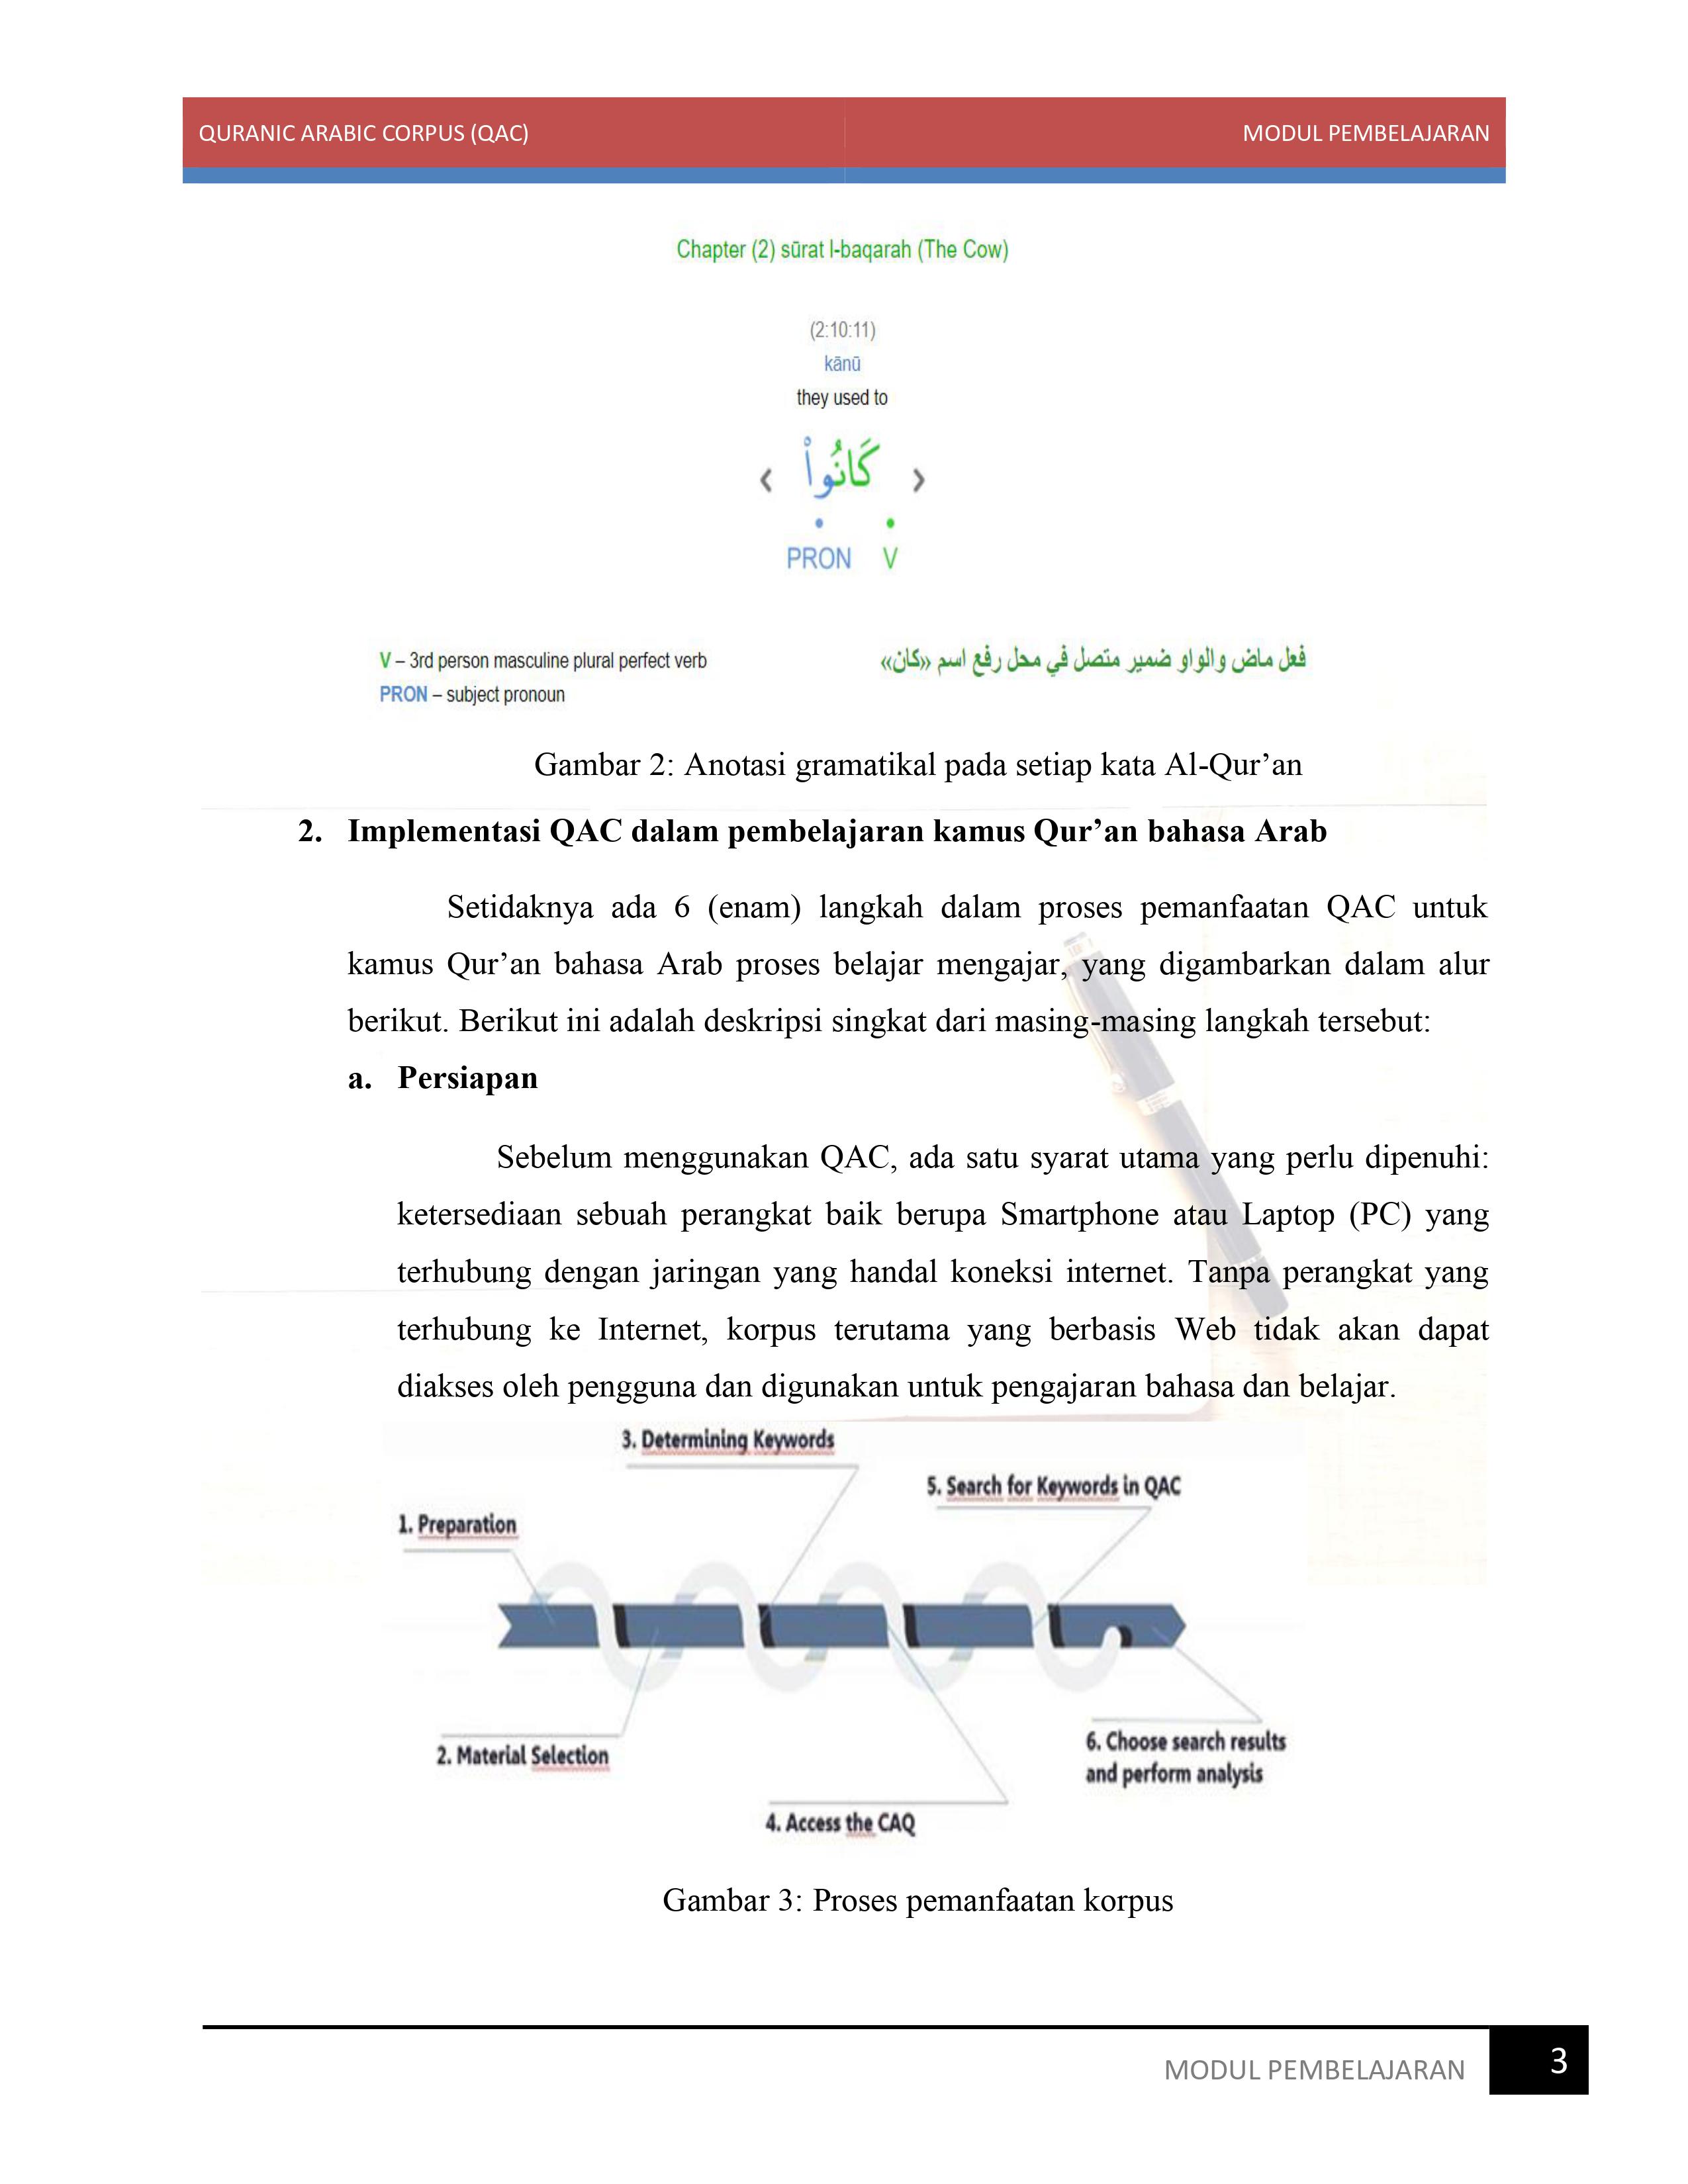 QURANIC ARABIC CORPUS (QAC) MODUL PEMBELAJARAN
Chapter (2) sūrat l-baqarah (The Cow)
(2:10:11)
kānū
they used to
‹ كَانُوا۟ ›
PRON V
V – 3rd person masculine plural perfect verb
PRON – subject pronoun
فعل ماض والواو ضمير متصل في محل رفع اسم «كان»
Gambar 2: Anotasi gramatikal pada setiap kata Al-Qur’an
2. Implementasi QAC dalam pembelajaran kamus Qur’an bahasa Arab
Setidaknya ada 6 (enam) langkah dalam proses pemanfaatan QAC untuk
kamus Qur’an bahasa Arab proses belajar mengajar, yang digambarkan dalam alur
berikut. Berikut ini adalah deskripsi singkat dari masing-masing langkah tersebut:
a. Persiapan
Sebelum menggunakan QAC, ada satu syarat utama yang perlu dipenuhi:
ketersediaan sebuah perangkat baik berupa Smartphone atau Laptop (PC) yang
terhubung dengan jaringan yang handal koneksi internet. Tanpa perangkat yang
terhubung ke Internet, korpus terutama yang berbasis Web tidak akan dapat
diakses oleh pengguna dan digunakan untuk pengajaran bahasa dan belajar.
3. Determining Keywords
5. Search for Keywords in QAC
1. Preparation
2. Material Selection
6. Choose search results
and perform analysis
4. Access the CAQ
Gambar 3: Proses pemanfaatan korpus
MODUL PEMBELAJARAN 3